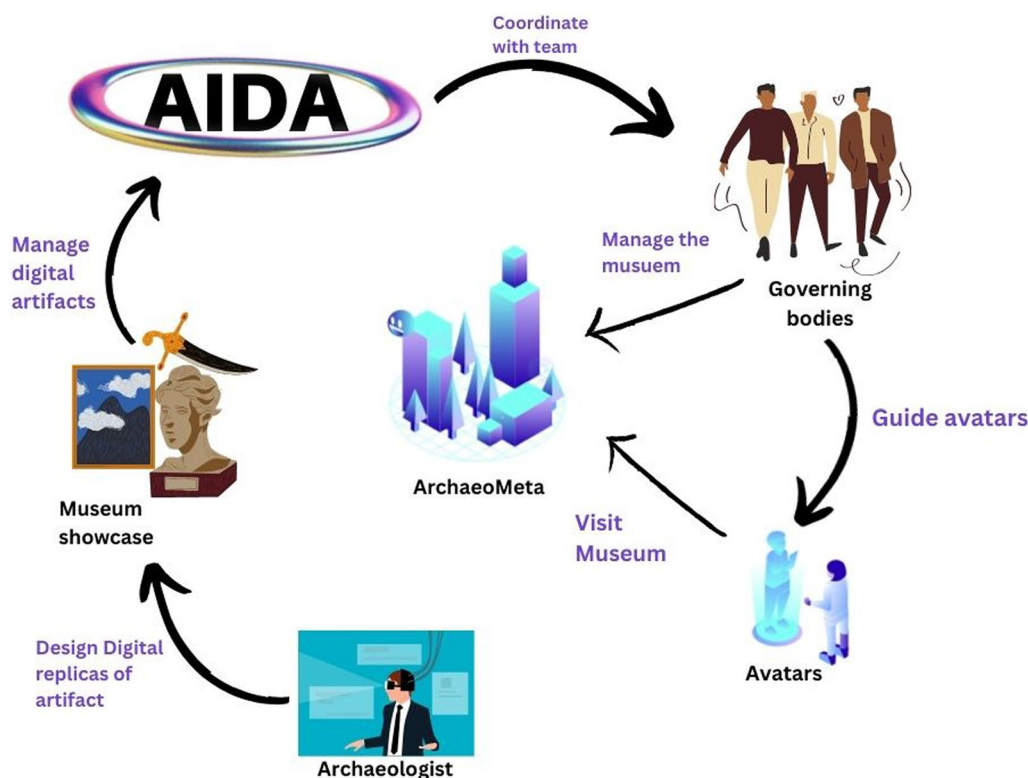 Coordinate
with team
AIDA
Manage
digital
artifacts
Manage the
musuem
Governing
bodies
Guide avatars
ArchaeoMeta
Museum
showcase
Visit
Museum
Design Digital
replicas of
artifact
Avatars
Archaeologist